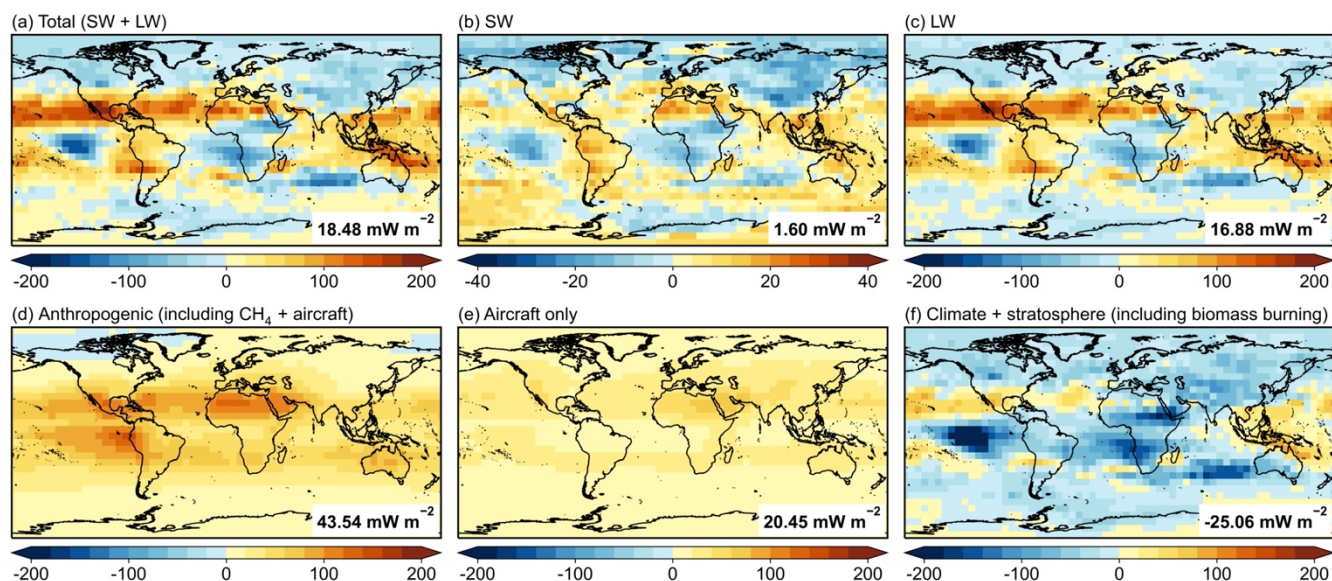 (a) Total (SW + LW)
(b) SW
(c) LW
18.48 mW m⁻²
1.60 mW m⁻²
16.88 mW m⁻²
-200 -100 0 100 200
-40 -20 0 20 40
-200 -100 0 100 200
(d) Anthropogenic (including CH₄ + aircraft)
(e) Aircraft only
(f) Climate + stratosphere (including biomass burning)
43.54 mW m⁻²
20.45 mW m⁻²
-25.06 mW m⁻²
-200 -100 0 100 200
-200 -100 0 100 200
-200 -100 0 100 200